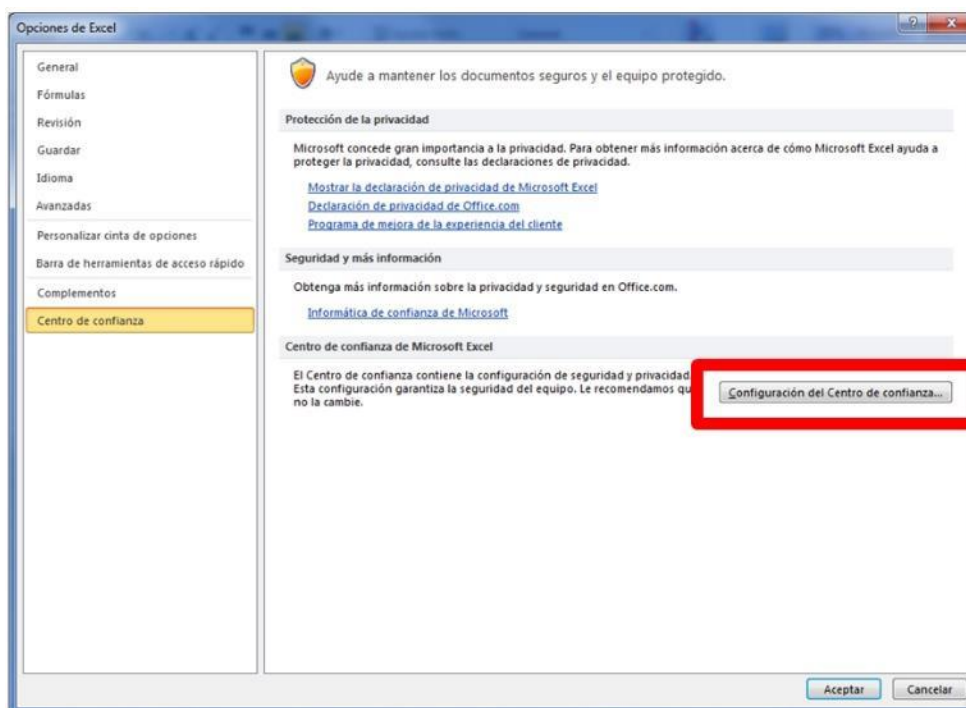 Opciones de Excel
General
Fórmulas
Revisión
Guardar
Idioma
Avanzadas
Personalizar cinta de opciones
Barra de herramientas de acceso rápido
Complementos
Centro de confianza
Ayude a mantener los documentos seguros y el equipo protegido.
Protección de la privacidad
Microsoft concede gran importancia a la privacidad. Para obtener más información acerca de cómo Microsoft Excel ayuda a
proteger la privacidad, consulte las declaraciones de privacidad.
Mostrar la declaración de privacidad de Microsoft Excel
Declaración de privacidad de Office.com
Programa de mejora de la experiencia del cliente
Seguridad y más información
Obtenga más información sobre la privacidad y seguridad en Office.com.
Informática de confianza de Microsoft
Centro de confianza de Microsoft Excel
El Centro de confianza contiene la configuración de seguridad y privacidad.
Esta configuración garantiza la seguridad del equipo. Le recomendamos qu
no la cambie.
Configuración del Centro de confianza...
Aceptar
Cancelar